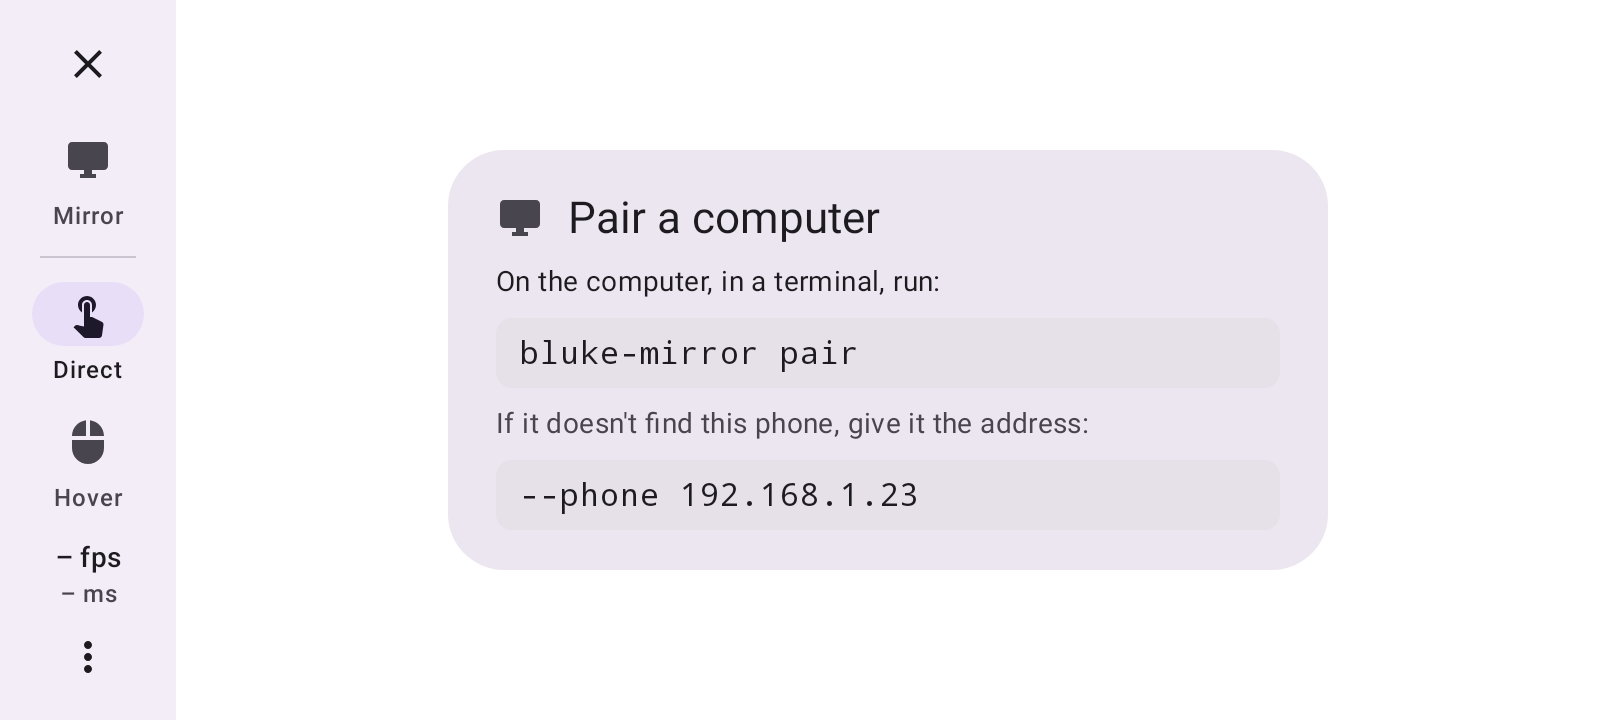 Mirror
Direct
Hover
– fps
– ms
Pair a computer
On the computer, in a terminal, run:
bluke-mirror pair
If it doesn't find this phone, give it the address:
--phone 192.168.1.23